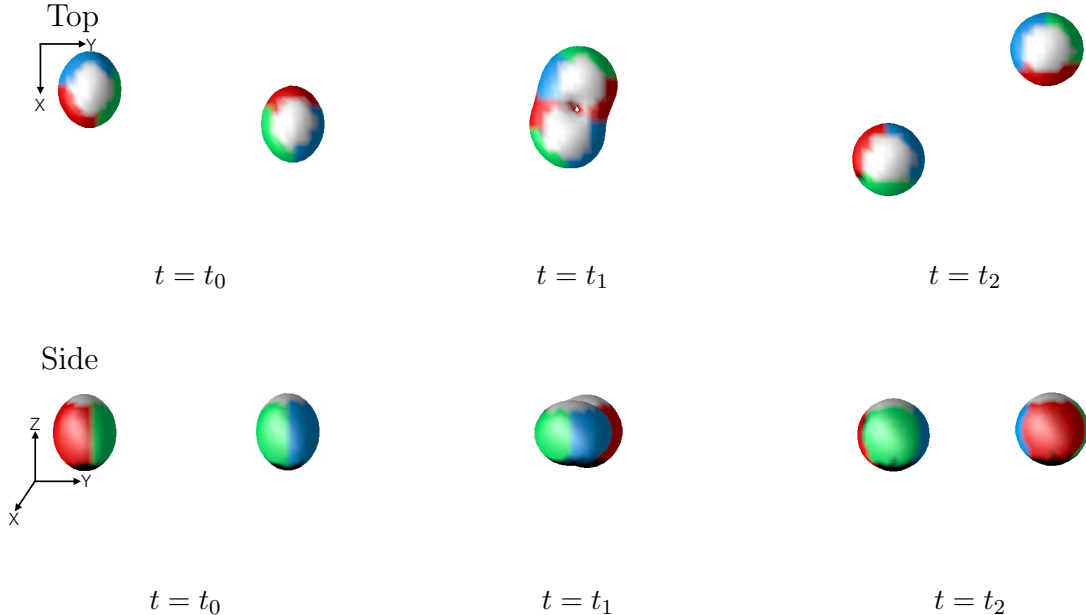 Top
Y
X
t = t₀
t = t₁
t = t₂
Side
Z
Y
X
t = t₀
t = t₁
t = t₂